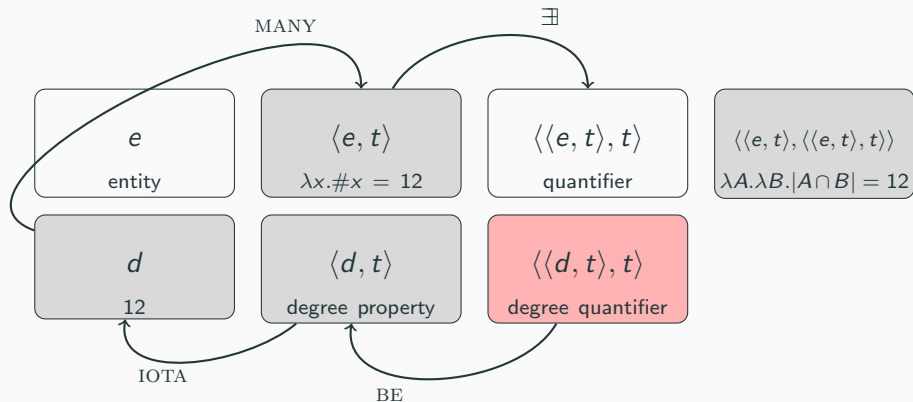 MANY
∃
e
entity
⟨e, t⟩
λx.#x = 12
⟨⟨e, t⟩, t⟩
quantifier
⟨⟨e, t⟩, ⟨⟨e, t⟩, t⟩⟩
λA.λB.|A ∩ B| = 12
d
12
⟨d, t⟩
degree property
⟨⟨d, t⟩, t⟩
degree quantifier
IOTA
BE